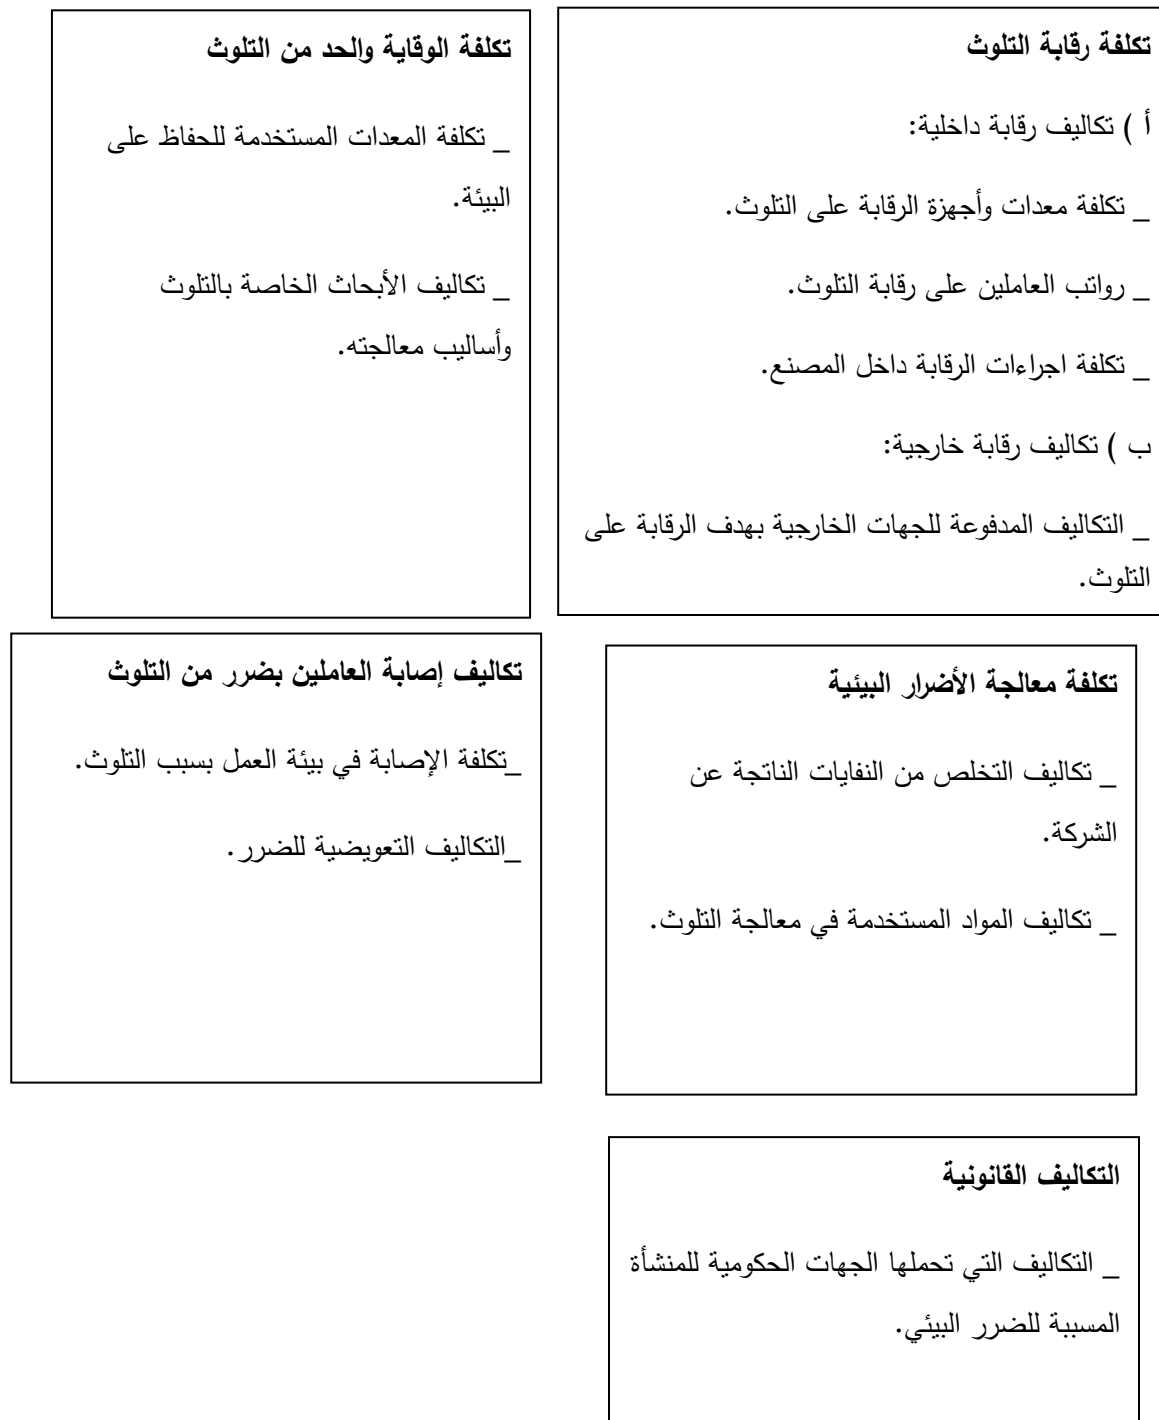 تكلفة رقابة التلوث
أ ) تكاليف رقابة داخلية:
_ تكلفة معدات وأجهزة الرقابة على التلوث.
_ رواتب العاملين على رقابة التلوث.
_ تكلفة اجراءات الرقابة داخل المصنع.
ب ) تكاليف رقابة خارجية:
_ التكاليف المدفوعة للجهات الخارجية بهدف الرقابة على
التلوث.
تكلفة الوقاية والحد من التلوث
_ تكلفة المعدات المستخدمة للحفاظ على
البيئة.
_ تكاليف الأبحاث الخاصة بالتلوث
وأساليب معالجته.
تكلفة معالجة الأضرار البيئية
_ تكاليف التخلص من النفايات الناتجة عن
الشركة.
_ تكاليف المواد المستخدمة في معالجة التلوث.
تكاليف إصابة العاملين بضرر من التلوث
_تكلفة الإصابة في بيئة العمل بسبب التلوث.
_التكاليف التعويضية للضرر.
التكاليف القانونية
_ التكاليف التي تحملها الجهات الحكومية للمنشأة
المسببة للضرر البيئي.